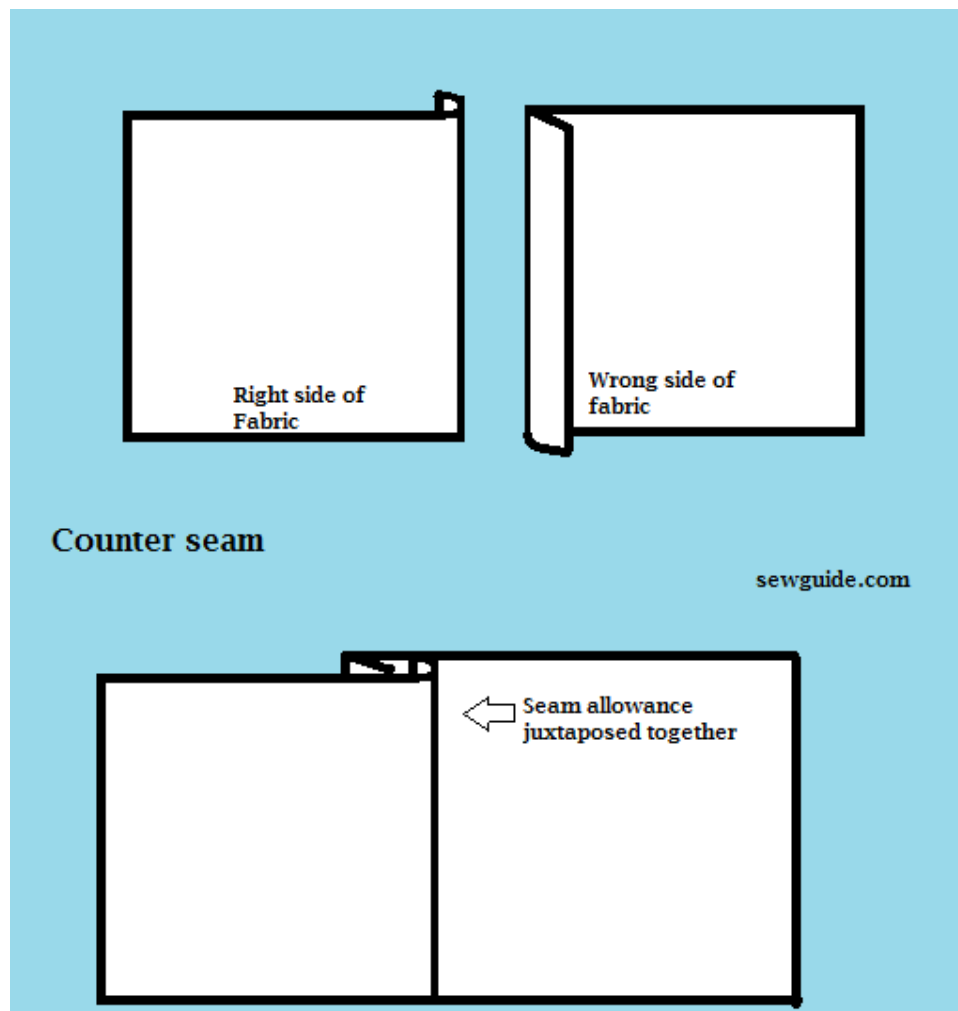 Right side of
Fabric
Wrong side of
fabric
Counter seam
sewguide.com
Seam allowance
juxtaposed together